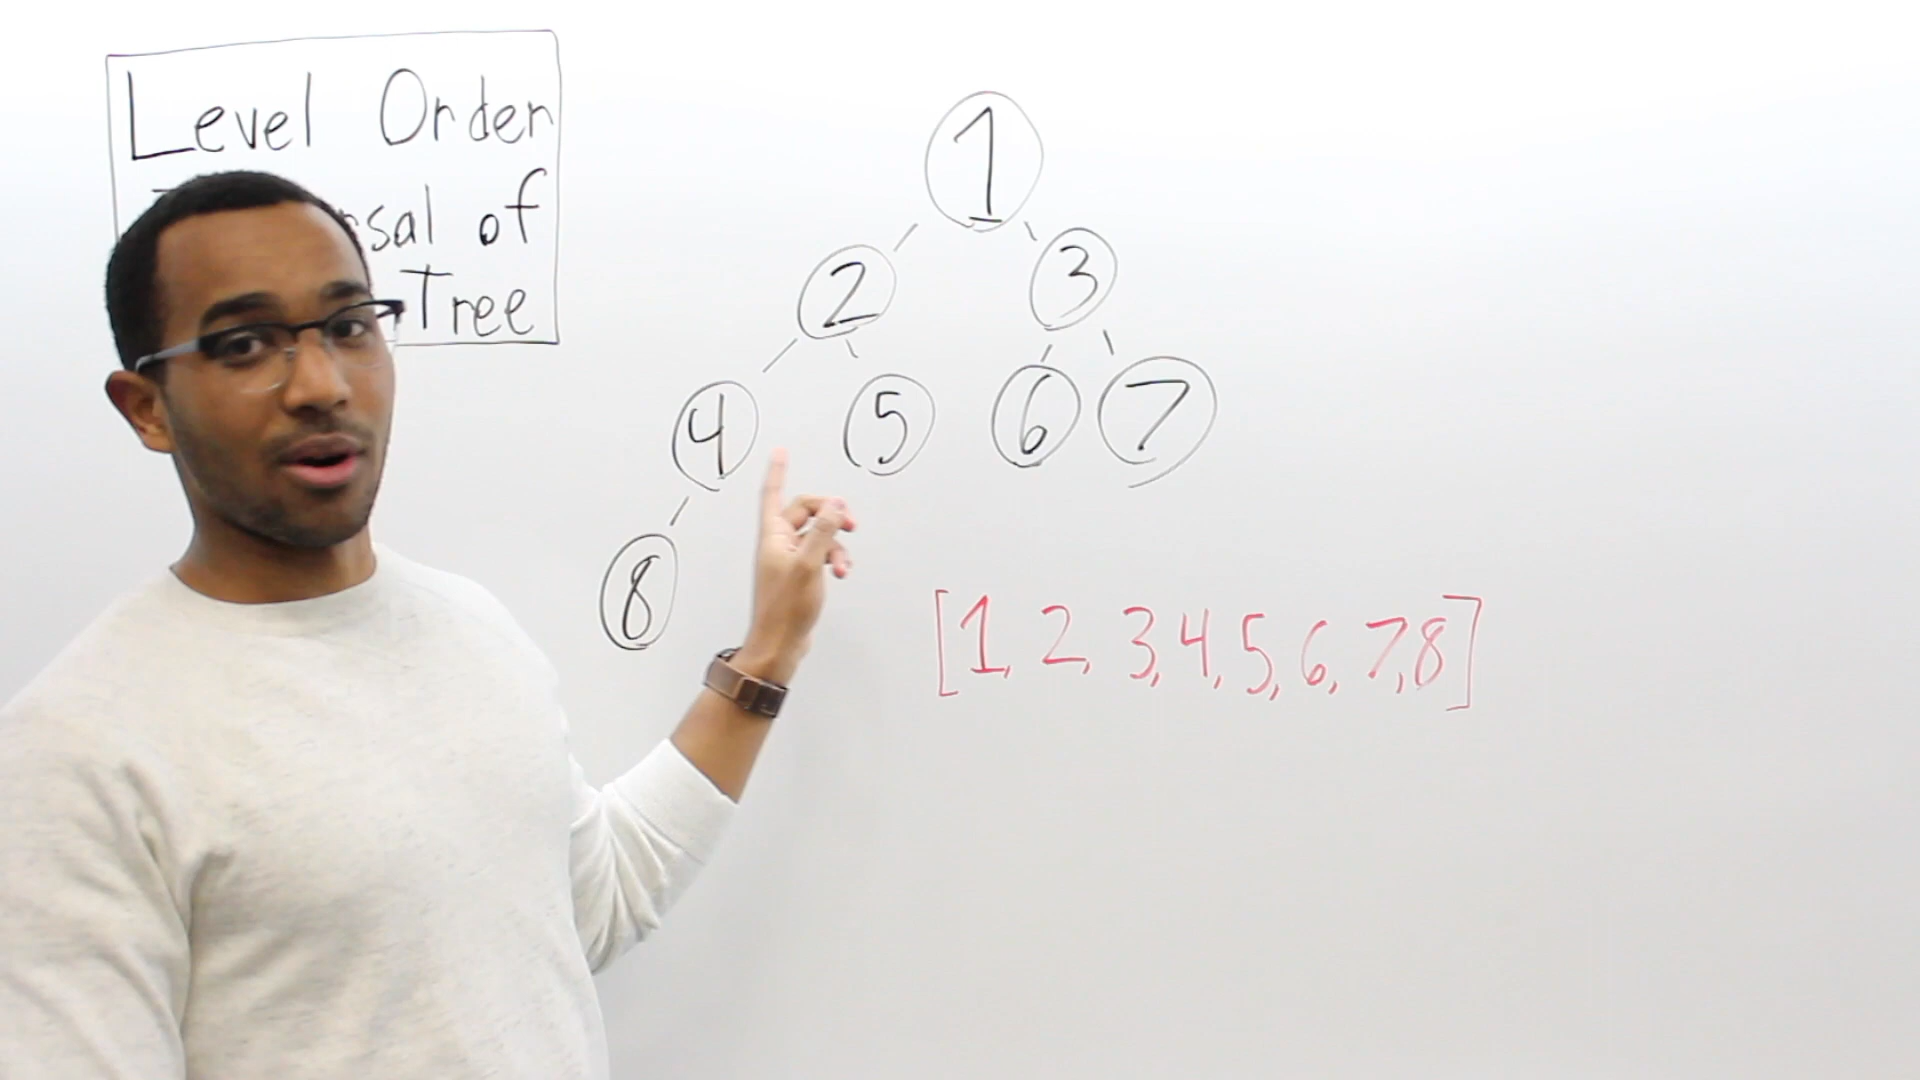 Level Order
of
Tree
1
2 3
4 5 6 7
8
[1, 2, 3, 4, 5, 6, 7, 8]